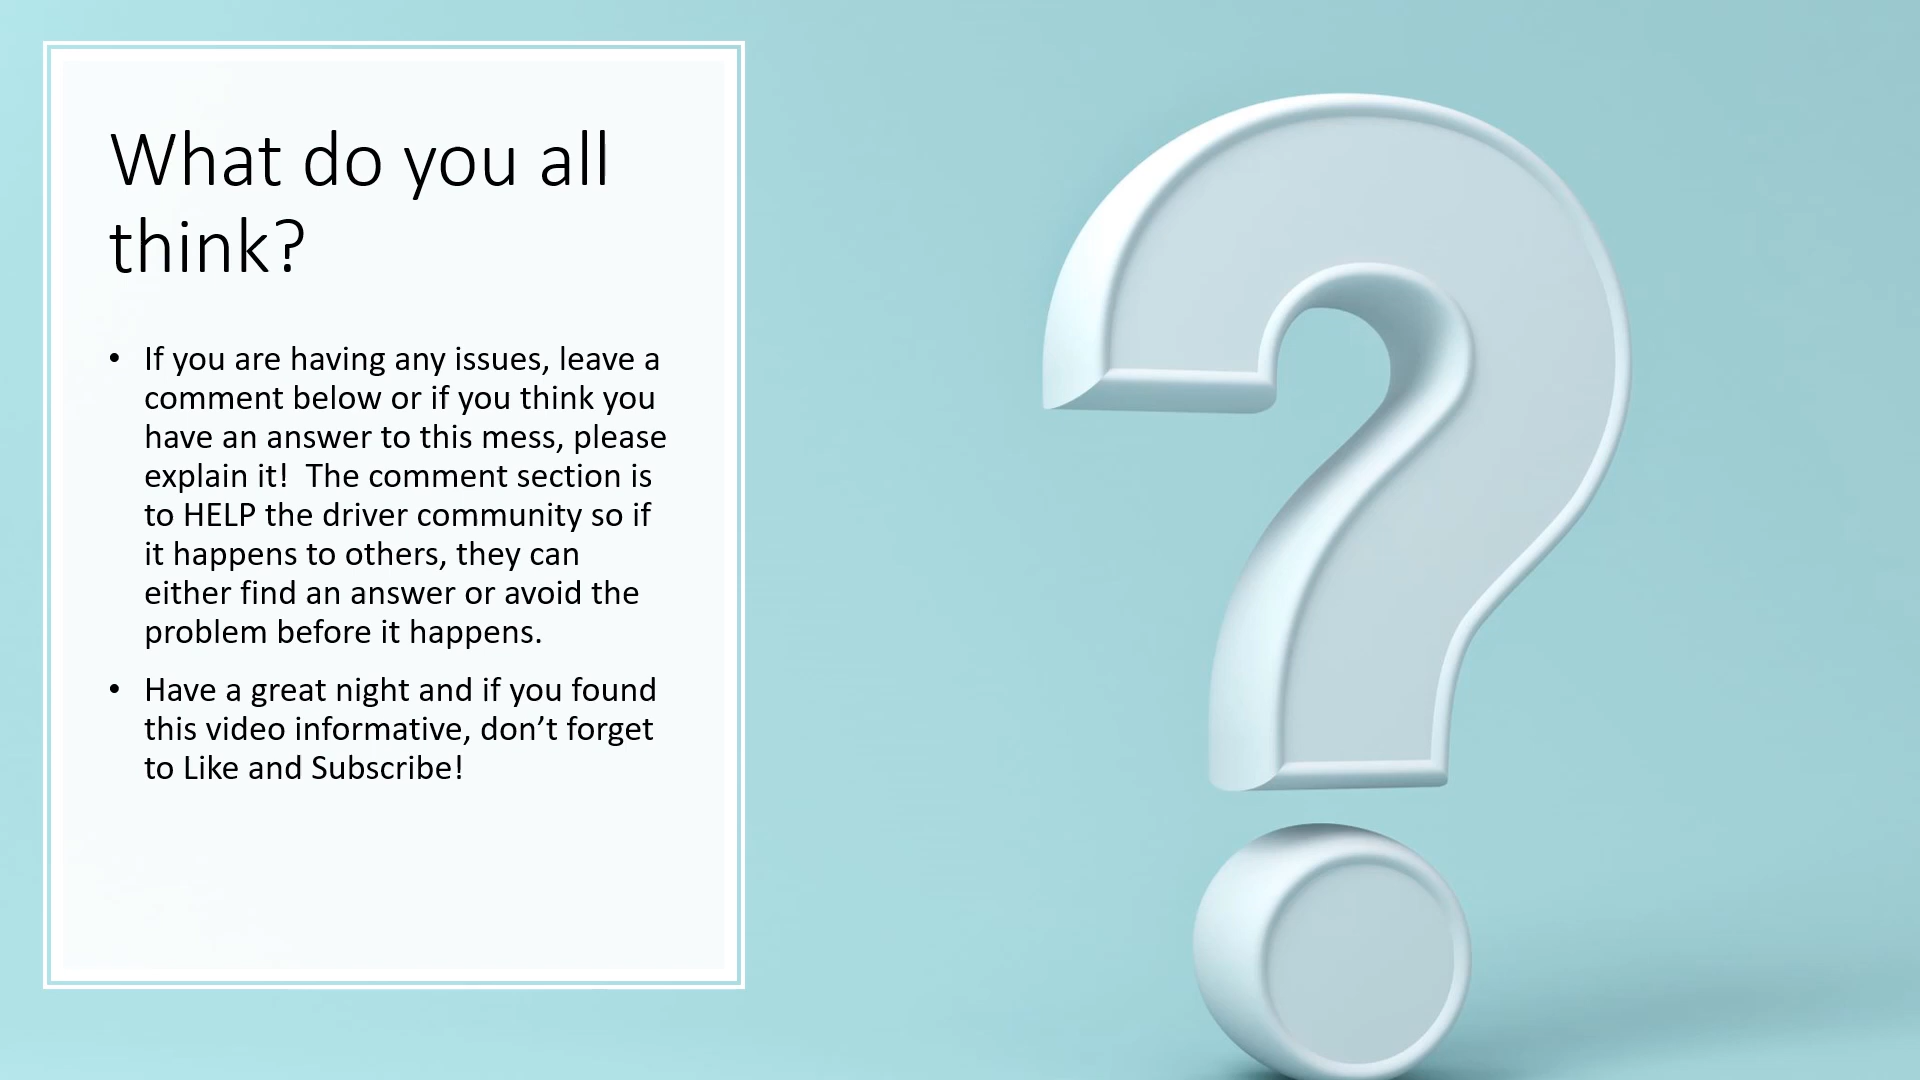 What do you all
think?
• If you are having any issues, leave a
comment below or if you think you
have an answer to this mess, please
explain it!  The comment section is
to HELP the driver community so if
it happens to others, they can
either find an answer or avoid the
problem before it happens.
• Have a great night and if you found
this video informative, don’t forget
to Like and Subscribe!